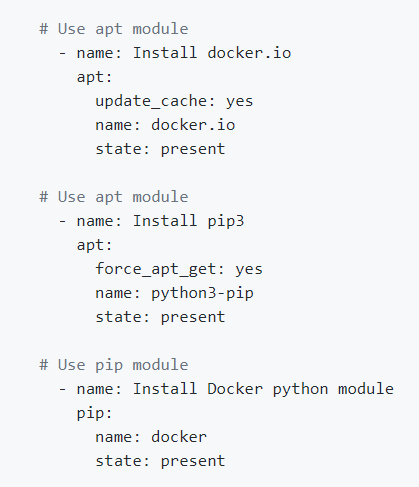 # Use apt module
  - name: Install docker.io
    apt:
      update_cache: yes
      name: docker.io
      state: present

# Use apt module
  - name: Install pip3
    apt:
      force_apt_get: yes
      name: python3-pip
      state: present

# Use pip module
  - name: Install Docker python module
    pip:
      name: docker
      state: present